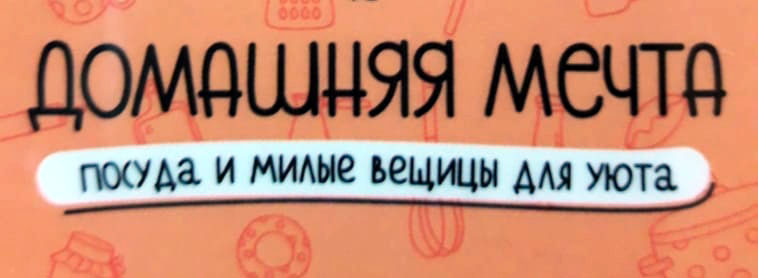 ДОМАШНЯЯ МЕЧТА
ПОСУДА И МИЛЫЕ ВЕЩИЦЫ ДЛЯ УЮТА